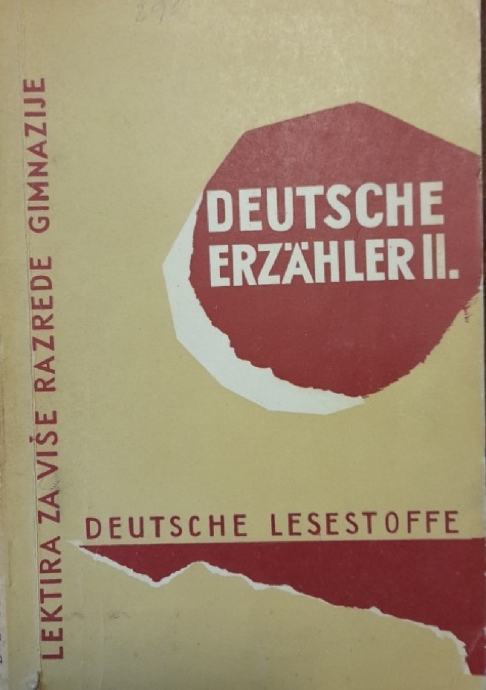 LEKTIRA ZA VIŠE RAZREDE GIMNAZIJE
DEUTSCHE
ERZÄHLER II.
DEUTSCHE LESESTOFFE